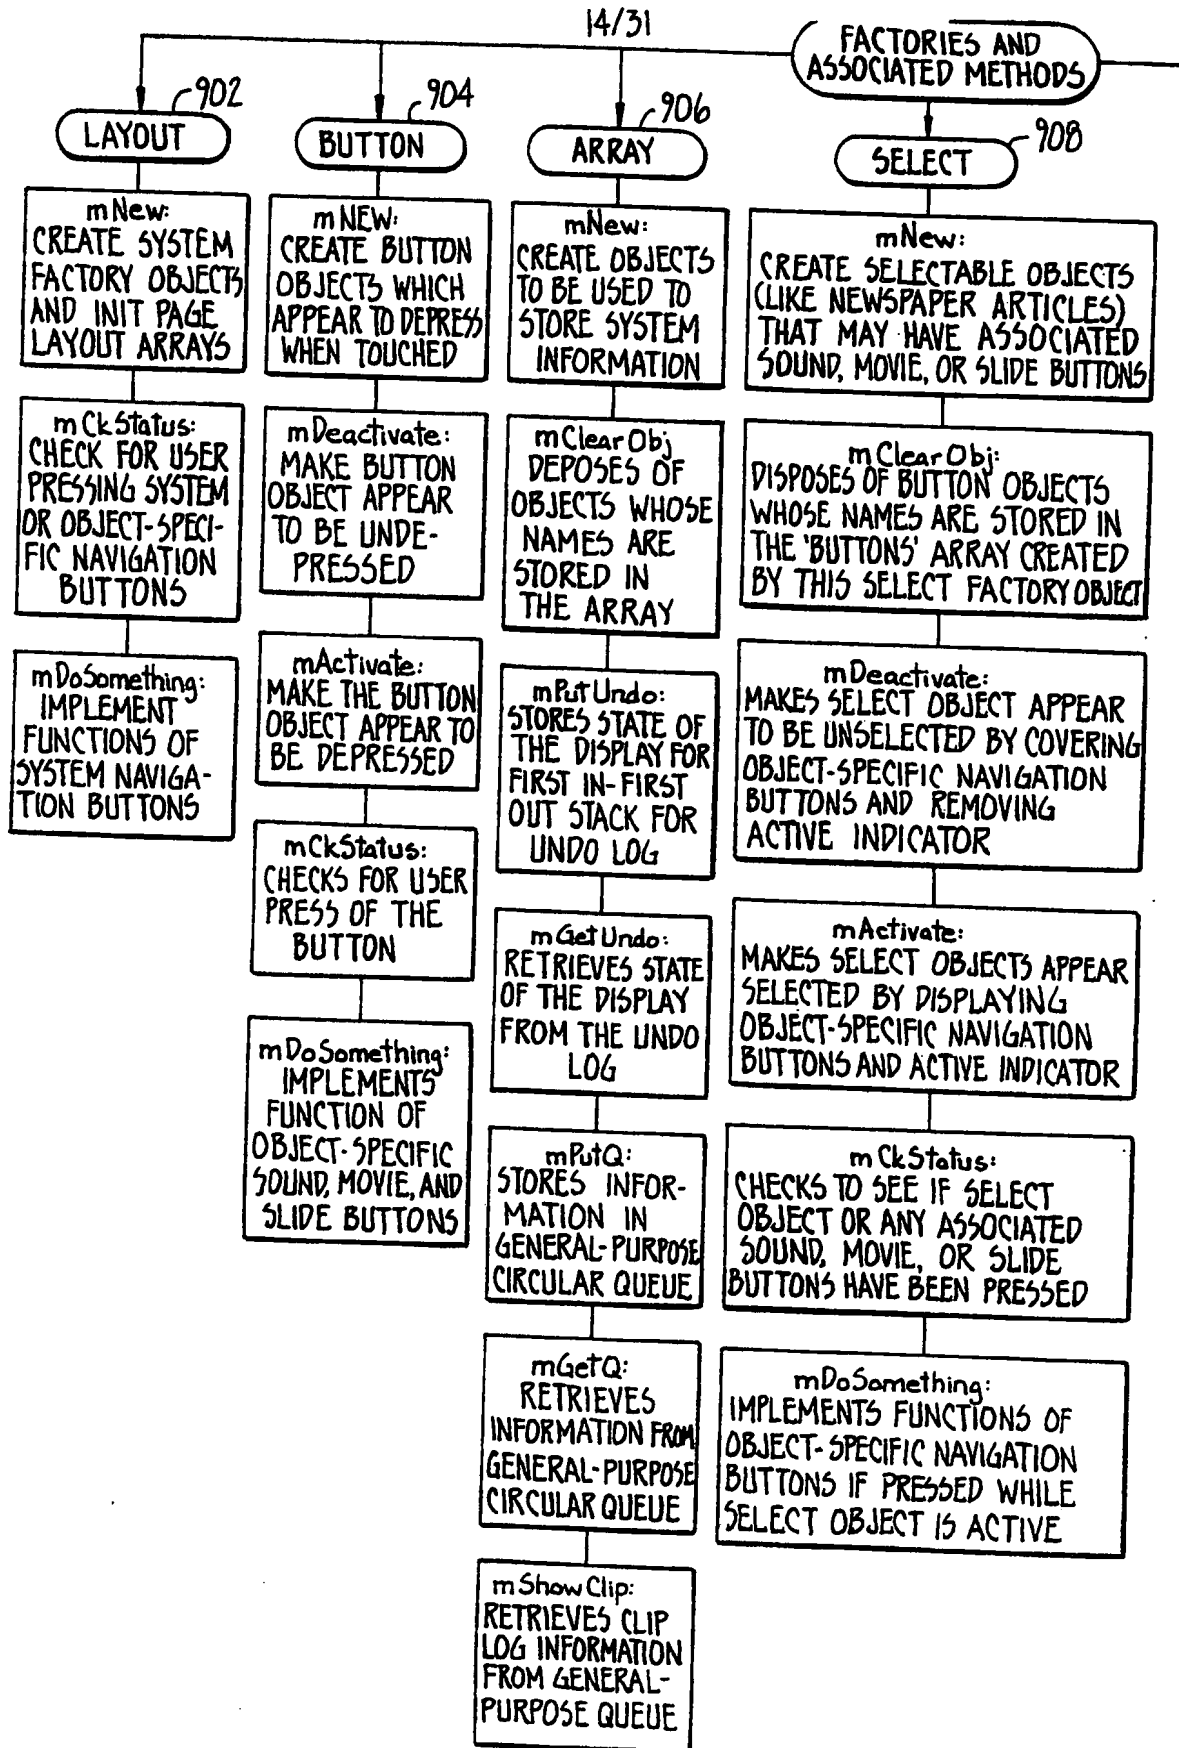 14/31
FACTORIES AND
ASSOCIATED METHODS
902
LAYOUT
mNew:
CREATE SYSTEM
FACTORY OBJECTS
AND INIT PAGE
LAYOUT ARRAYS
mCkStatus:
CHECK FOR USER
PRESSING SYSTEM
OR OBJECT-SPECI-
FIC NAVIGATION
BUTTONS
mDoSomething:
IMPLEMENT
FUNCTIONS OF
SYSTEM NAVIGA-
TION BUTTONS
904
BUTTON
mNEW:
CREATE BUTTON
OBJECTS WHICH
APPEAR TO DEPRESS
WHEN TOUCHED
mDeactivate:
MAKE BUTTON
OBJECT APPEAR
TO BE UNDE-
PRESSED
mActivate:
MAKE THE BUTTON
OBJECT APPEAR TO
BE DEPRESSED
mCkStatus:
CHECKS FOR USER
PRESS OF THE
BUTTON
mDoSomething:
IMPLEMENTS
FUNCTION OF
OBJECT-SPECIFIC
SOUND, MOVIE, AND
SLIDE BUTTONS
906
ARRAY
mNew:
CREATE OBJECTS
TO BE USED TO
STORE SYSTEM
INFORMATION
mClearObj
DEPOSES OF
OBJECTS WHOSE
NAMES ARE
STORED IN
THE ARRAY
mPutUndo:
STORES STATE OF
THE DISPLAY FOR
FIRST IN-FIRST
OUT STACK FOR
UNDO LOG
mGetUndo:
RETRIEVES STATE
OF THE DISPLAY
FROM THE UNDO
LOG
mPutQ:
STORES INFOR-
MATION IN
GENERAL-PURPOSE
CIRCULAR QUEUE
mGetQ:
RETRIEVES
INFORMATION FROM
GENERAL-PURPOSE
CIRCULAR QUEUE
mShowClip:
RETRIEVES CLIP
LOG INFORMATION
FROM GENERAL-
PURPOSE QUEUE
908
SELECT
mNew:
CREATE SELECTABLE OBJECTS
(LIKE NEWSPAPER ARTICLES)
THAT MAY HAVE ASSOCIATED
SOUND, MOVIE, OR SLIDE BUTTONS
mClearObj:
DISPOSES OF BUTTON OBJECTS
WHOSE NAMES ARE STORED IN
THE 'BUTTONS' ARRAY CREATED
BY THIS SELECT FACTORY OBJECT
mDeactivate:
MAKES SELECT OBJECT APPEAR
TO BE UNSELECTED BY COVERING
OBJECT-SPECIFIC NAVIGATION
BUTTONS AND REMOVING
ACTIVE INDICATOR
mActivate:
MAKES SELECT OBJECTS APPEAR
SELECTED BY DISPLAYING
OBJECT-SPECIFIC NAVIGATION
BUTTONS AND ACTIVE INDICATOR
mCkStatus:
CHECKS TO SEE IF SELECT
OBJECT OR ANY ASSOCIATED
SOUND, MOVIE, OR SLIDE
BUTTONS HAVE BEEN PRESSED
mDoSomething:
IMPLEMENTS FUNCTIONS OF
OBJECT-SPECIFIC NAVIGATION
BUTTONS IF PRESSED WHILE
SELECT OBJECT IS ACTIVE